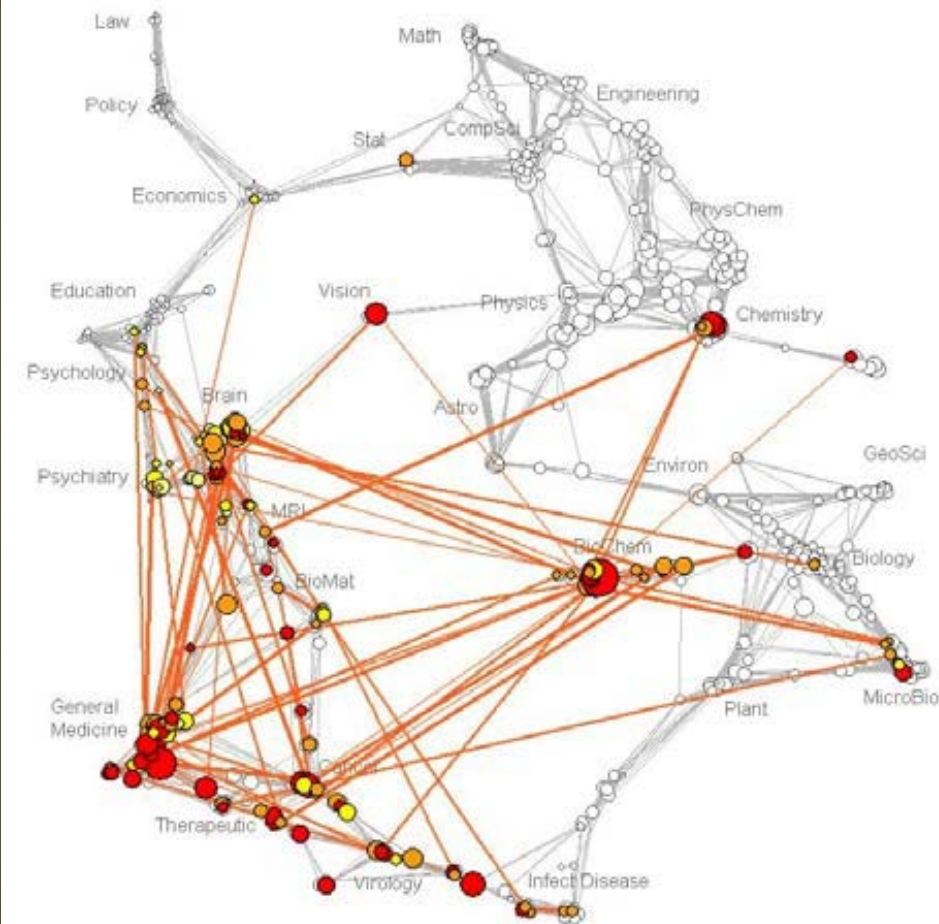 Law
Math
Policy
Engineering
Stat
CompSci
Economics
PhysChem
Education
Vision
Physics
Chemistry
Psychology
Brain
Astro
Psychiatry
Environ
GeoSci
MRI
BioChem
Biology
BioMat
General
Medicine
Plant
MicroBio
Cancer
Therapeutic
Virology
Infect Disease